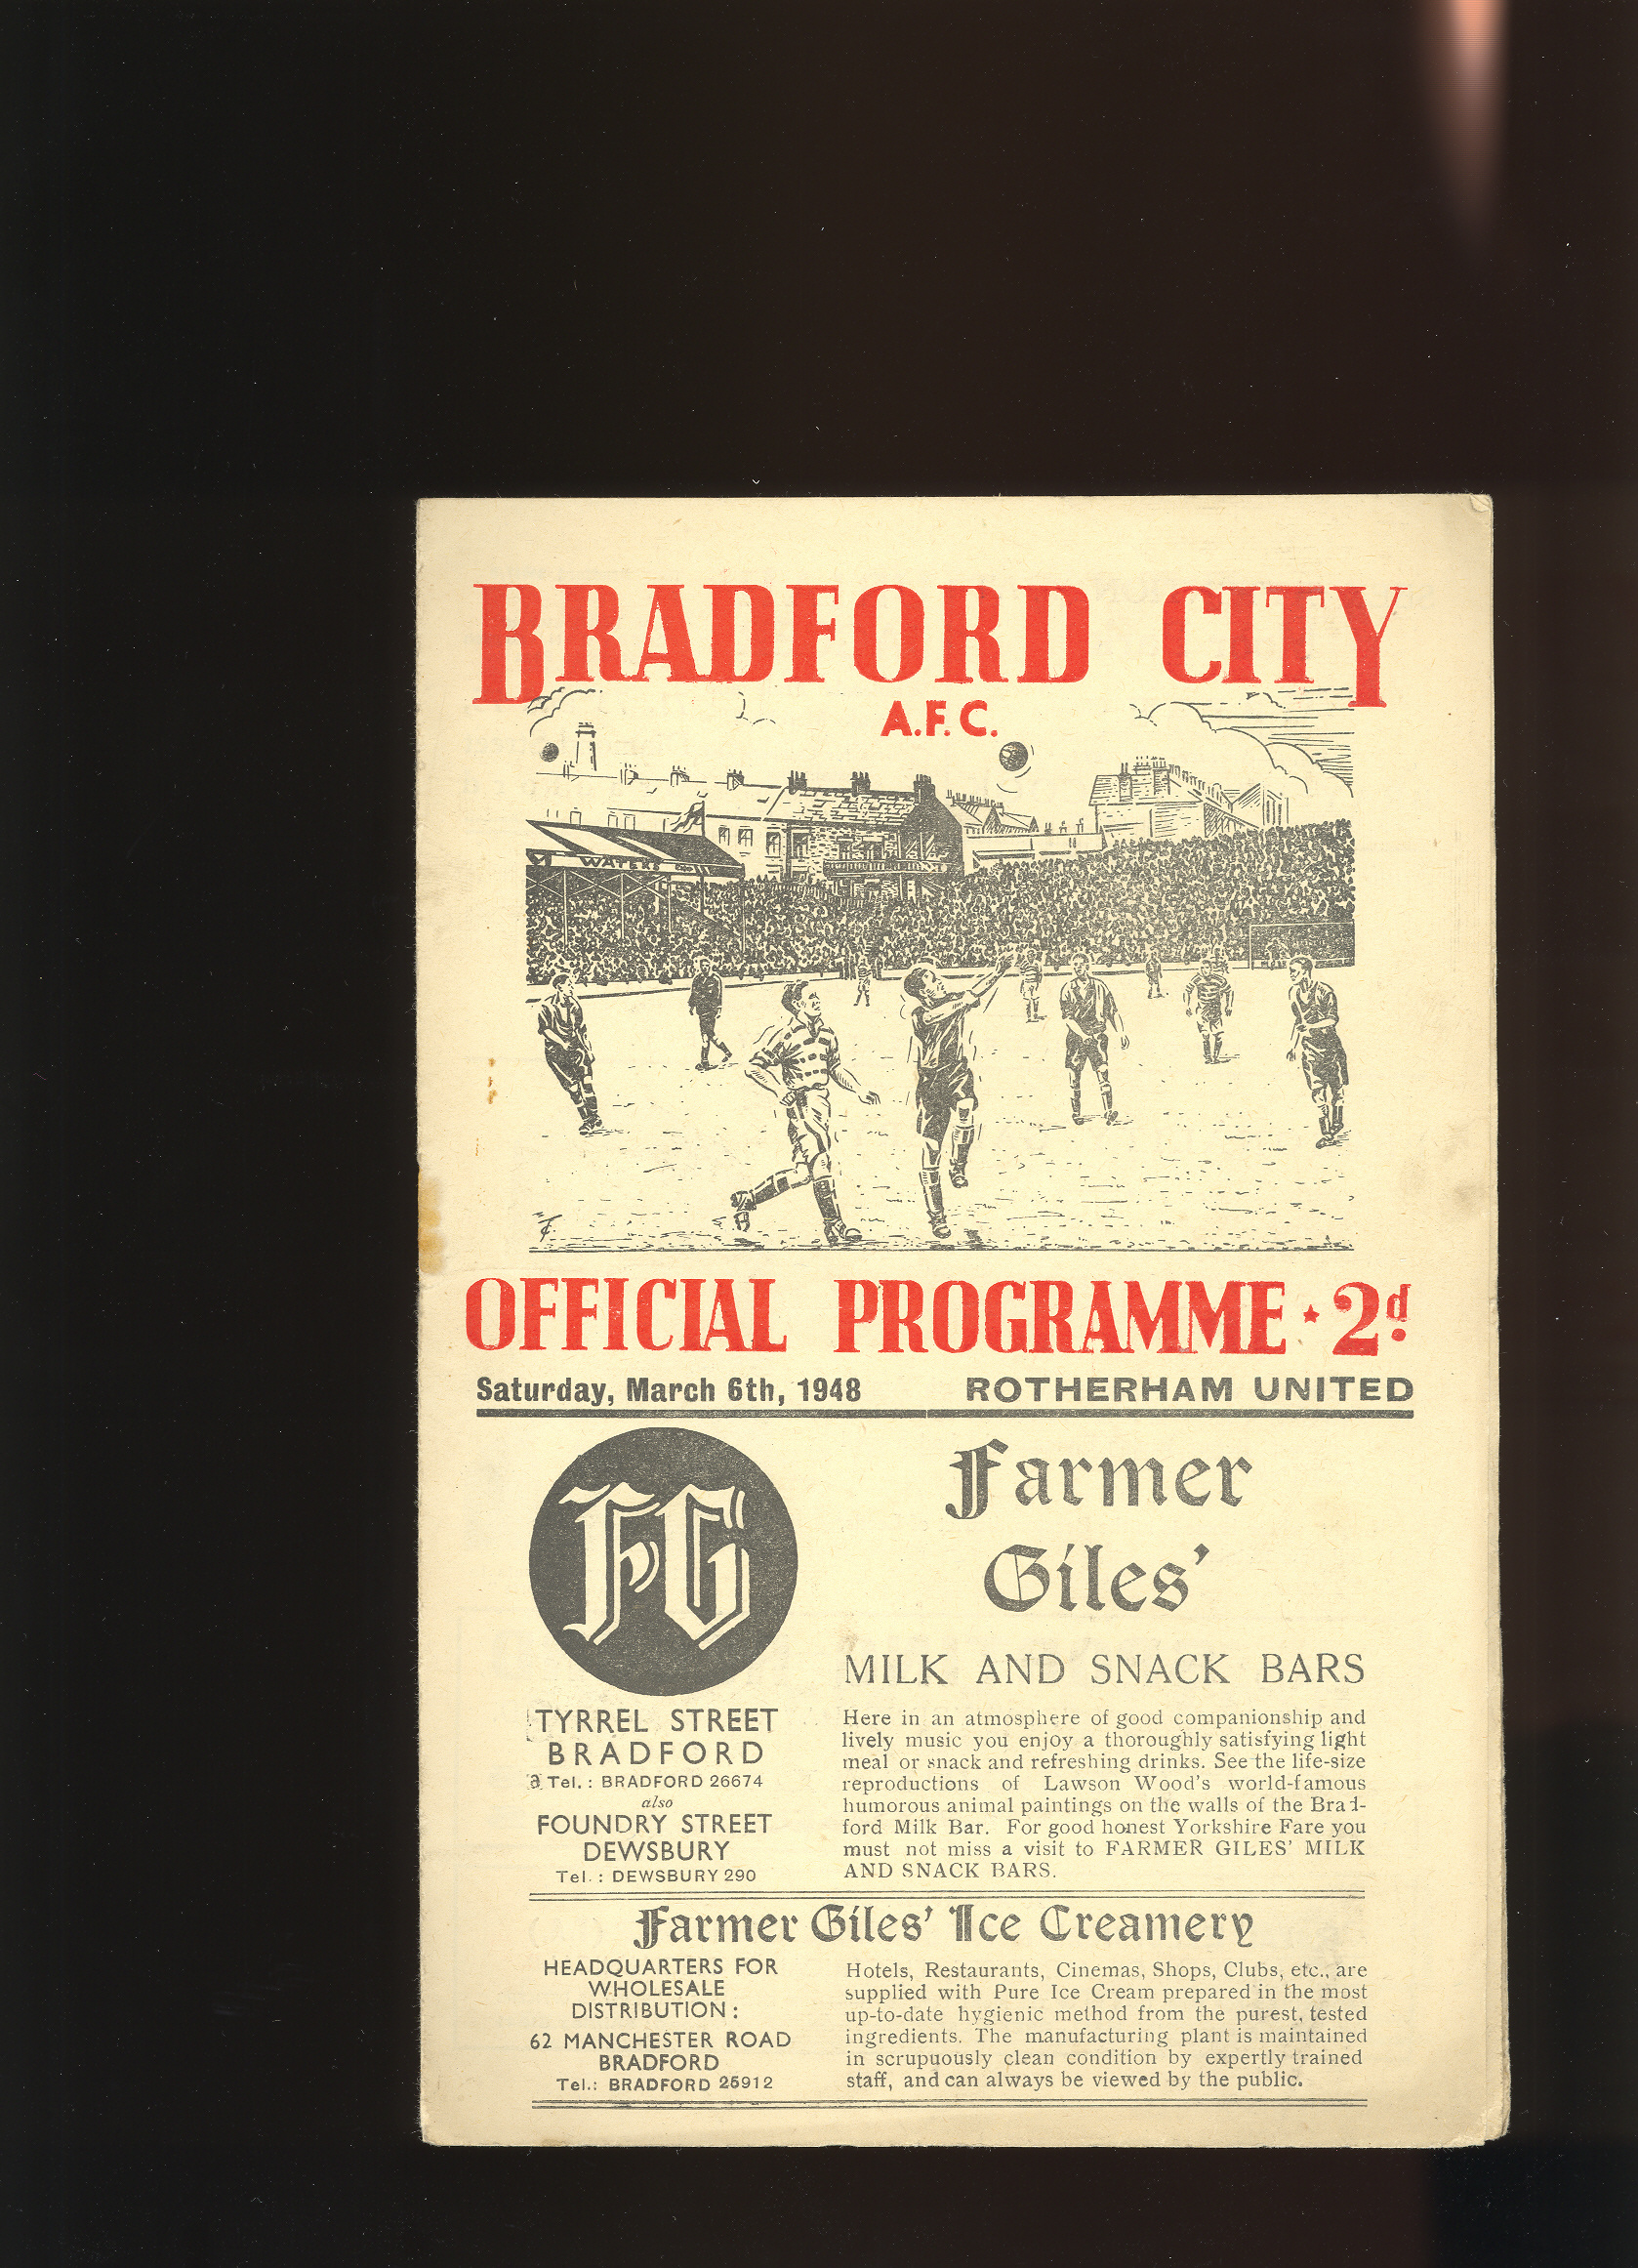 BRADFORD CITY
A.F.C.
WATERS
OFFICIAL PROGRAMME ★ 2d.
Saturday, March 6th, 1948 ROTHERHAM UNITED
FG
Farmer
Giles'
MILK AND SNACK BARS
TYRREL STREET
BRADFORD
Tel. : BRADFORD 26674
also
FOUNDRY STREET
DEWSBURY
Tel. : DEWSBURY 290
Here in an atmosphere of good companionship and
lively music you enjoy a thoroughly satisfying light
meal or snack and refreshing drinks. See the life-size
reproductions of Lawson Wood's world-famous
humorous animal paintings on the walls of the Brad-
ford Milk Bar. For good honest Yorkshire Fare you
must not miss a visit to FARMER GILES' MILK
AND SNACK BARS.
Farmer Giles' Ice Creamery
HEADQUARTERS FOR
WHOLESALE
DISTRIBUTION :
62 MANCHESTER ROAD
BRADFORD
Tel.: BRADFORD 25912
Hotels, Restaurants, Cinemas, Shops, Clubs, etc., are
supplied with Pure Ice Cream prepared in the most
up-to-date hygienic method from the purest, tested
ingredients. The manufacturing plant is maintained
in scrupuously clean condition by expertly trained
staff, and can always be viewed by the public.